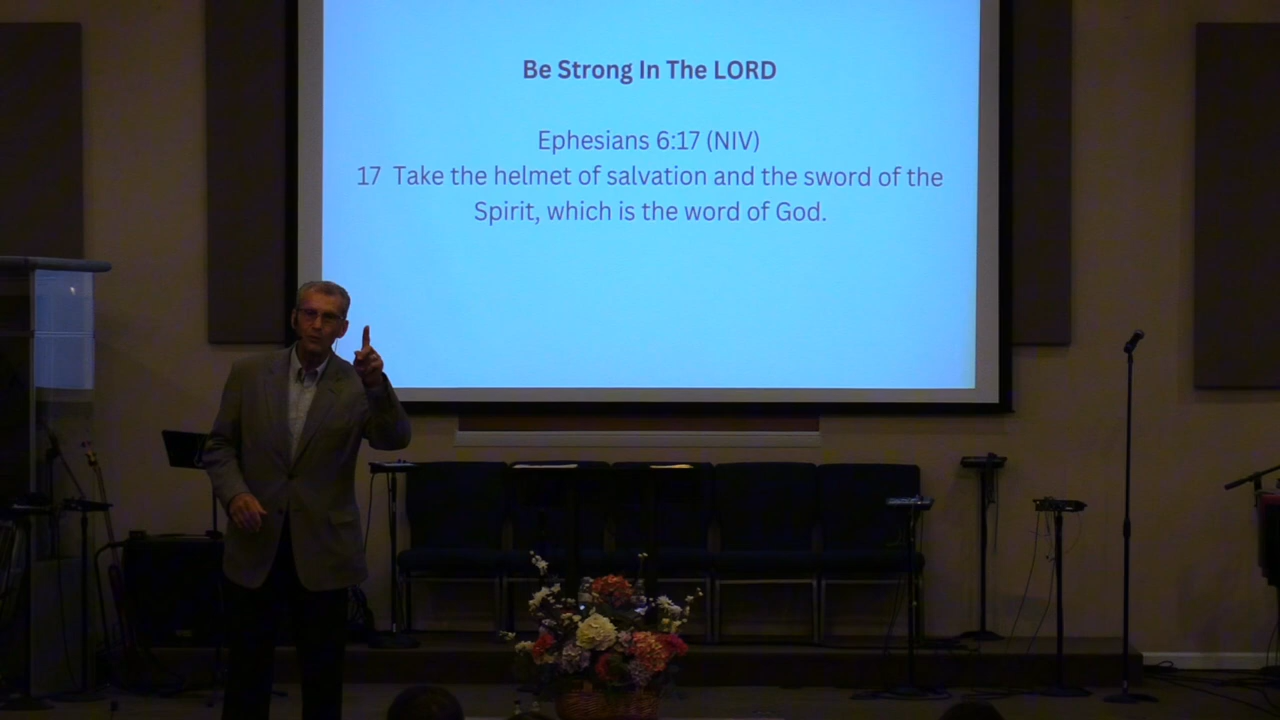 Be Strong In The LORD
Ephesians 6:17 (NIV)
17 Take the helmet of salvation and the sword of the
Spirit, which is the word of God.